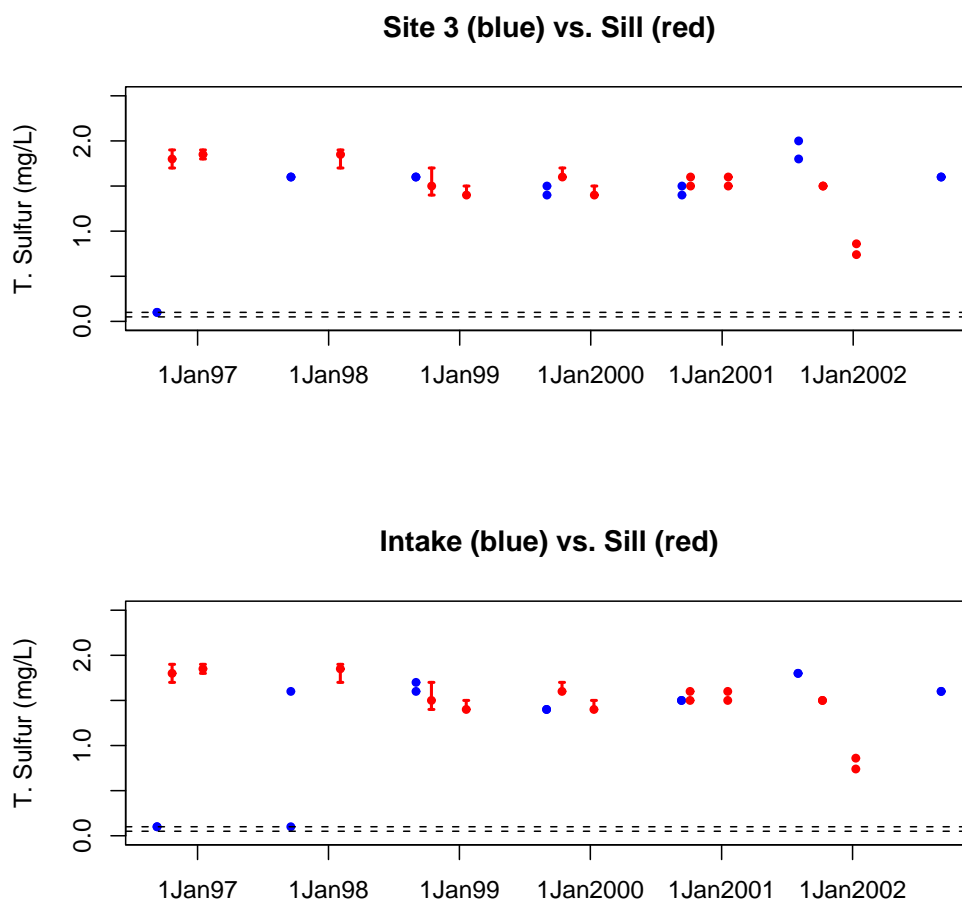 Site 3 (blue) vs. Sill (red)
T. Sulfur (mg/L)
2.0
1.0
0.0
1Jan97 1Jan98 1Jan99 1Jan2000 1Jan2001 1Jan2002
Intake (blue) vs. Sill (red)
T. Sulfur (mg/L)
2.0
1.0
0.0
1Jan97 1Jan98 1Jan99 1Jan2000 1Jan2001 1Jan2002